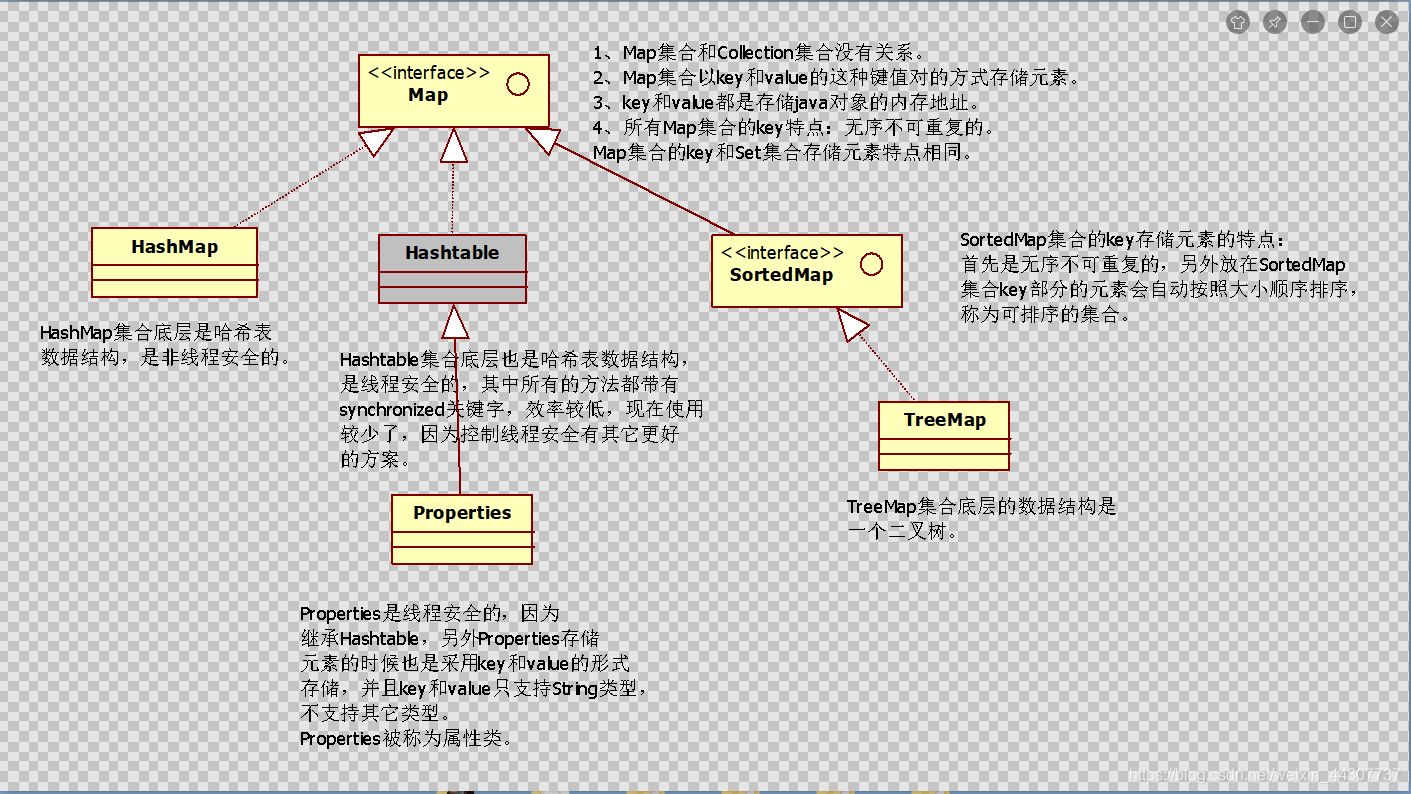 <<interface>>
Map
1、Map集合和Collection集合没有关系。
2、Map集合以key和value的这种键值对的方式存储元素。
3、key和value都是存储java对象的内存地址。
4、所有Map集合的key特点：无序不可重复的。
Map集合的key和Set集合存储元素特点相同。
HashMap
HashMap集合底层是哈希表
数据结构，是非线程安全的。
Hashtable
Hashtable集合底层也是哈希表数据结构，
是线程安全的，其中所有的方法都带有
synchronized关键字，效率较低，现在使用
较少了，因为控制线程安全有其它更好
的方案。
<<interface>>
SortedMap
SortedMap集合的key存储元素的特点：
首先是无序不可重复的，另外放在SortedMap
集合key部分的元素会自动按照大小顺序排序，
称为可排序的集合。
TreeMap
TreeMap集合底层的数据结构是
一个二叉树。
Properties
Properties是线程安全的，因为
继承Hashtable，另外Properties存储
元素的时候也是采用key和value的形式
存储，并且key和value只支持String类型，
不支持其它类型。
Properties被称为属性类。
https://blog.csdn.net/weixin_44307737